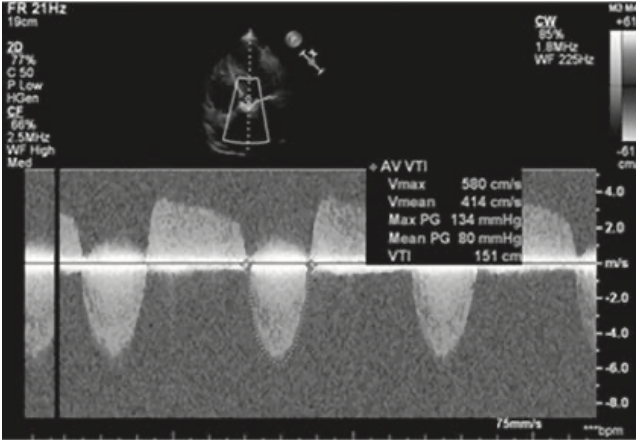 FR 21Hz
19cm
2D
77%
C 50
P Low
HGen
CF
66%
2.5MHz
WF High
Med
CW
85%
1.8MHz
WF 225Hz
M3 M4
+61
-61
cm
AV VTI
Vmax 580 cm/s
Vmean 414 cm/s
Max PG 134 mmHg
Mean PG 80 mmHg
VTI 151 cm
4.0
2.0
m/s
-2.0
-4.0
-6.0
-8.0
75mm/s
***bpm